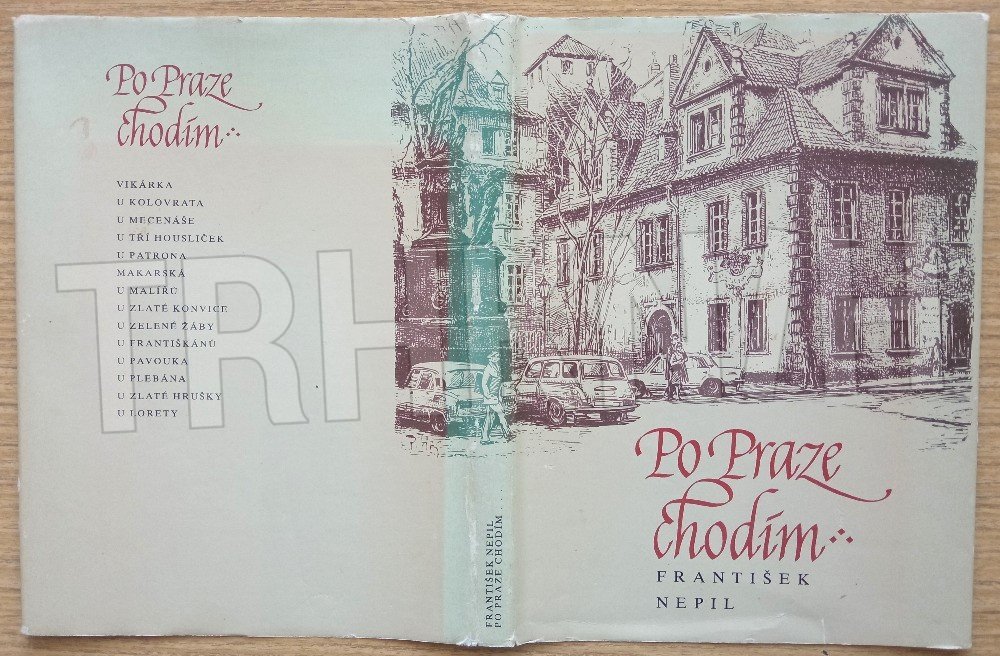 Po Praze
chodím...
VIKÁRKA
U KOLOVRATA
U MECENÁŠE
U TŘÍ HOUSLIČEK
U PATRONA
MAKARSKÁ
U MALÍŘŮ
U ZLATÉ KONVICE
U ZELENÉ ŽÁBY
U FRANTIŠKÁNŮ
U PAVOUKA
U PLEBÁNA
U ZLATÉ HRUŠKY
U LORETY
FRANTIŠEK NEPIL
PO PRAZE CHODÍM...
Po Praze
chodím...
FRANTIŠEK
NEPIL